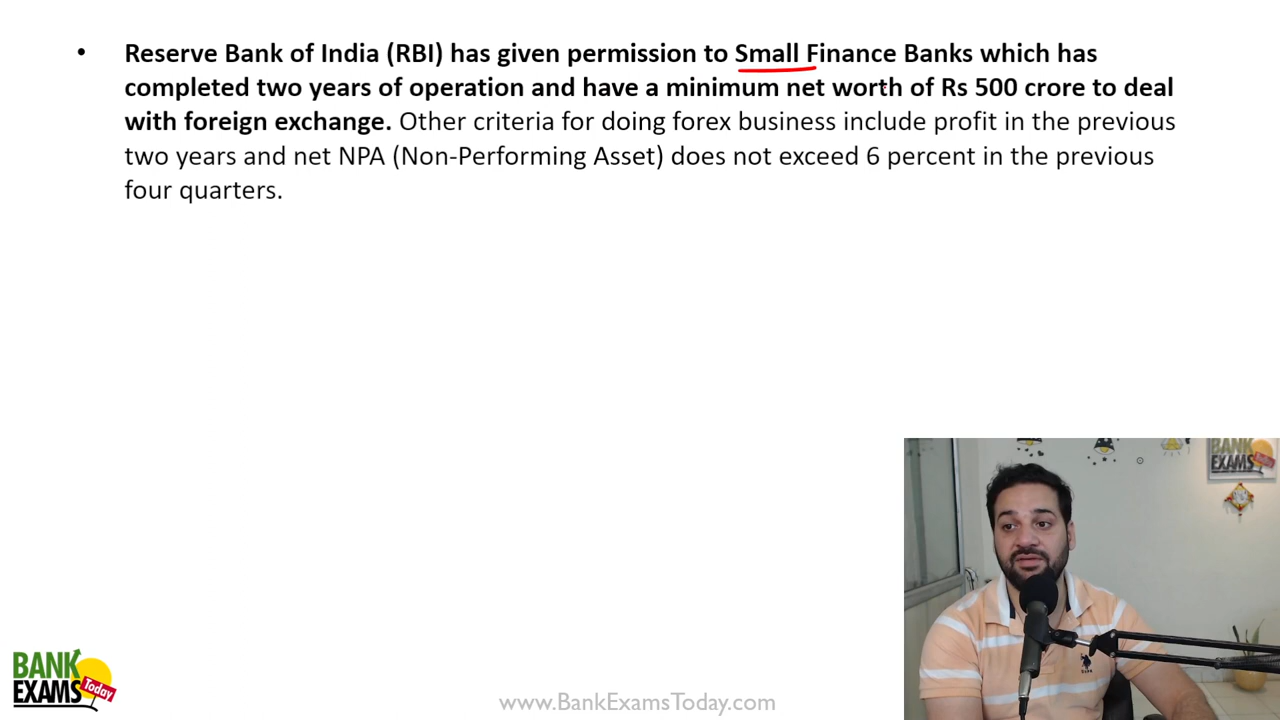 • Reserve Bank of India (RBI) has given permission to Small Finance Banks which has
completed two years of operation and have a minimum net worth of Rs 500 crore to deal
with foreign exchange. Other criteria for doing forex business include profit in the previous
two years and net NPA (Non-Performing Asset) does not exceed 6 percent in the previous
four quarters.
BANK
EXAMS
Today
BANK
EXAMS
Today
www.BankExamsToday.com